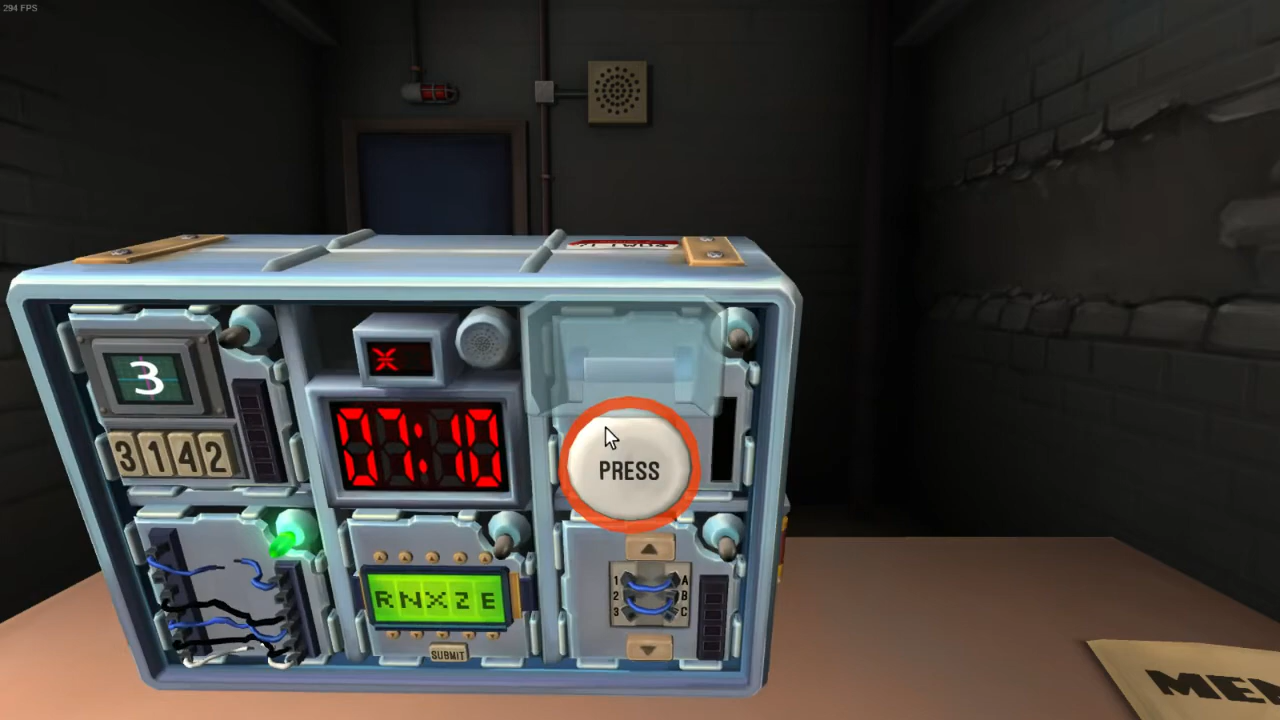 294 FPS
3
3142
X
07:10
PRESS
RNXZE
SUBMIT
1 A
2 B
3 C